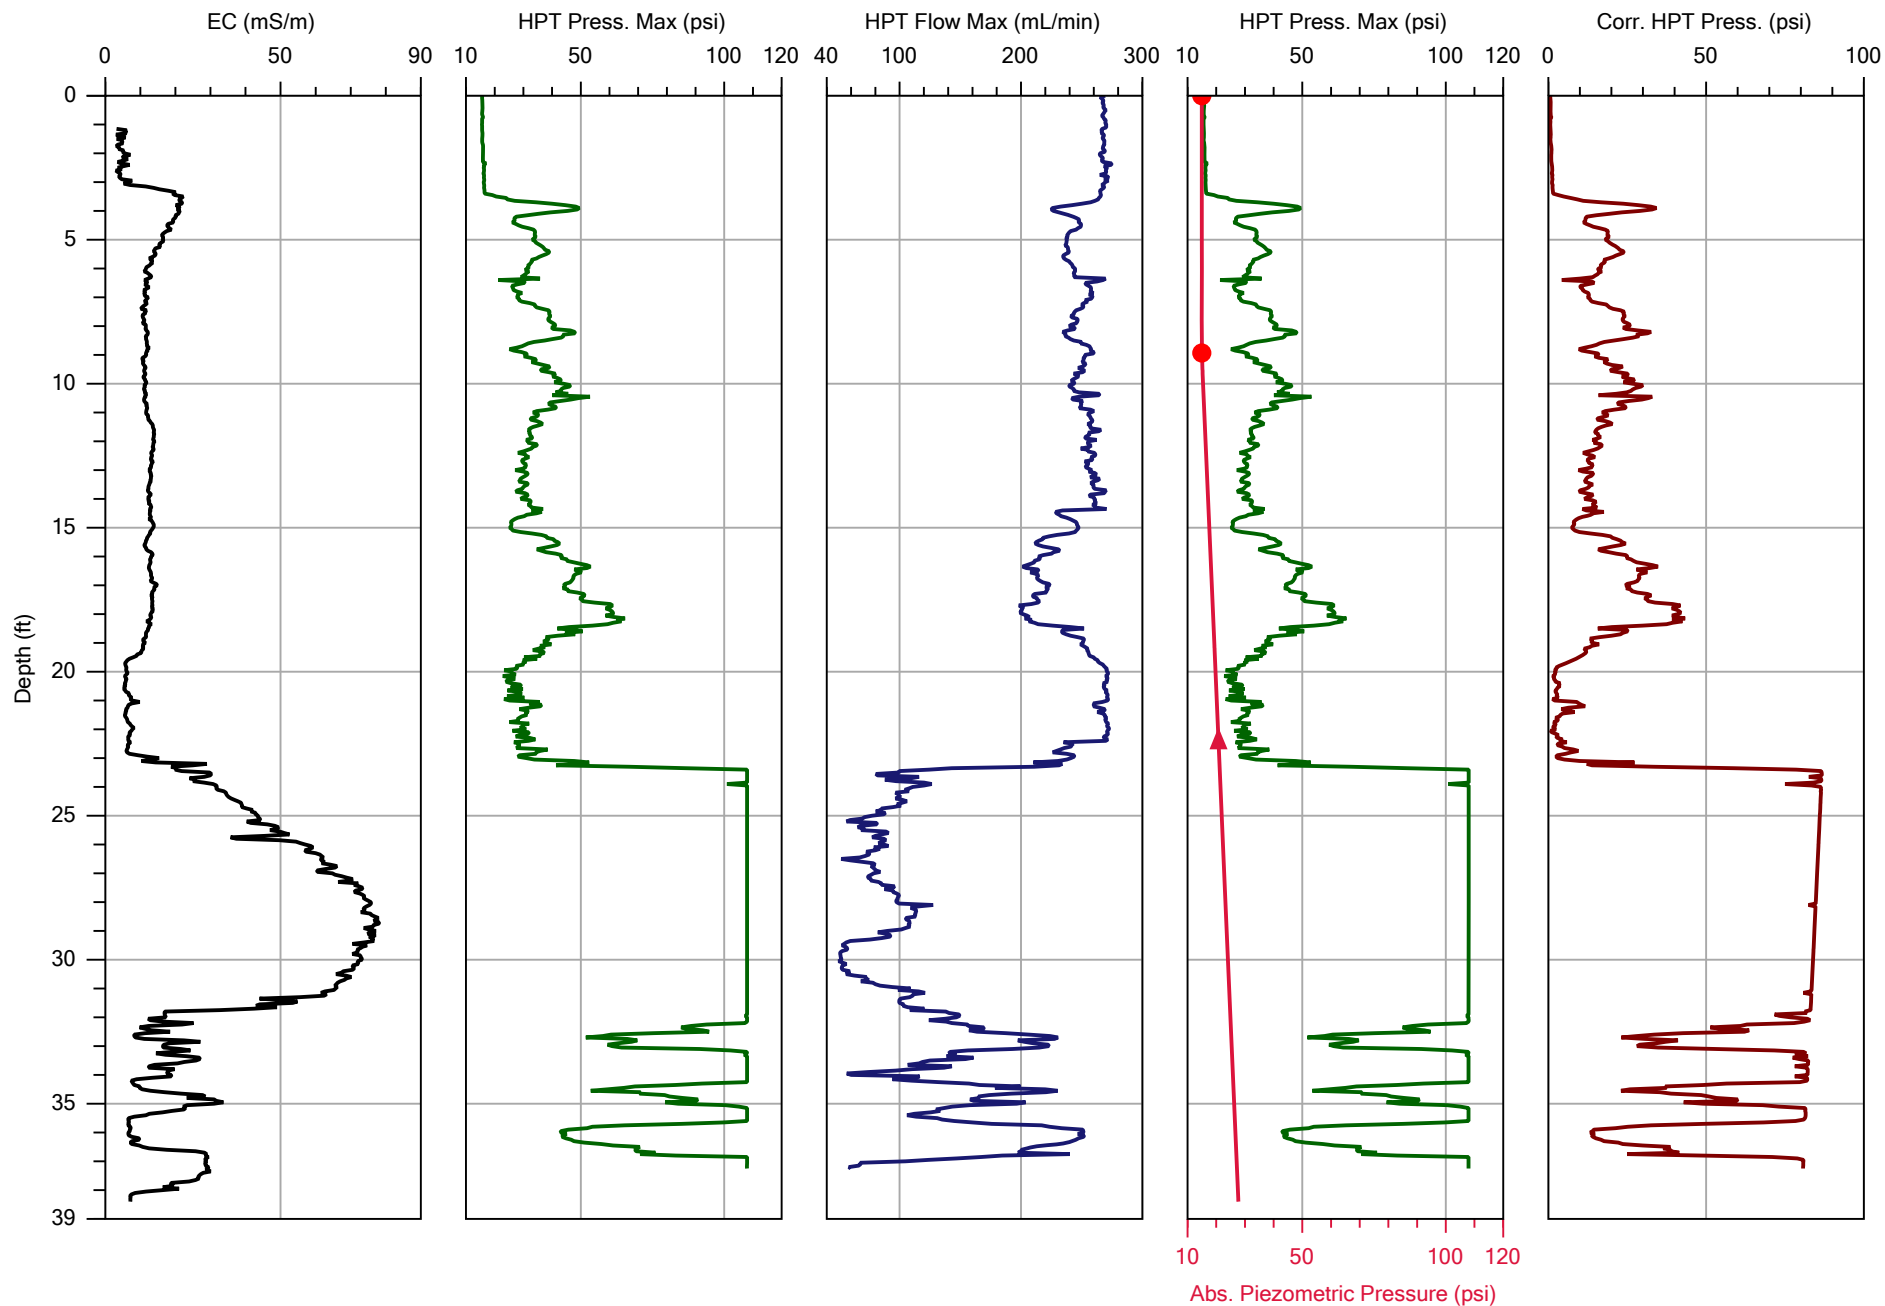 EC (mS/m) HPT Press. Max (psi) HPT Flow Max (mL/min) HPT Press. Max (psi) Corr. HPT Press. (psi)
0 50 90 10 50 100 120 40 100 200 300 10 50 100 120 0 50 100
0
5
10
15
20
25
30
35
39
Depth (ft)
10 50 100 120
Abs. Piezometric Pressure (psi)